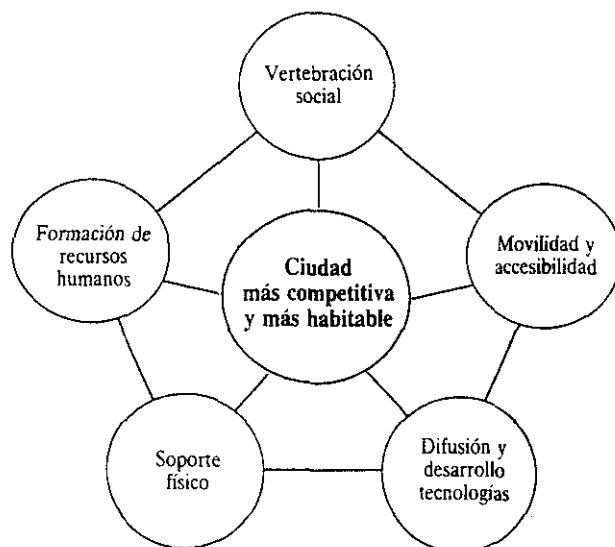 Vertebración
social
Formación de
recursos
humanos
Movilidad y
accesibilidad
Ciudad
más competitiva
y más habitable
Soporte
físico
Difusión y
desarrollo
tecnologías